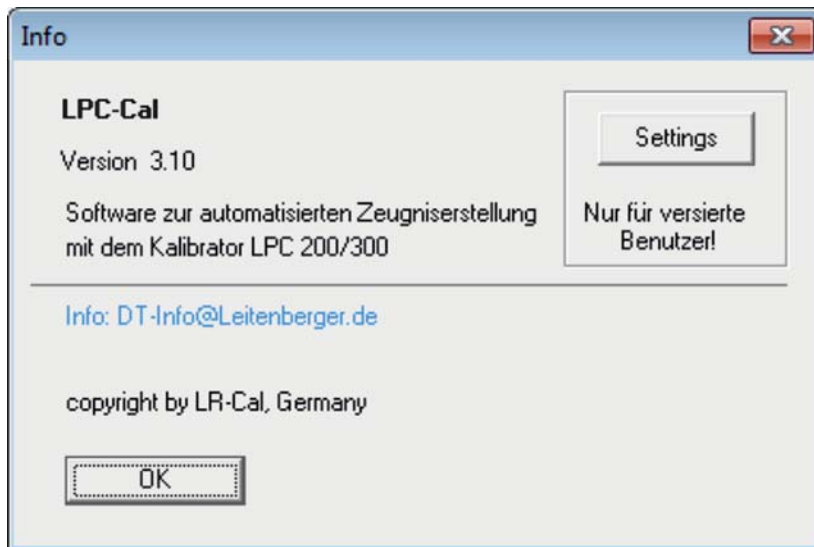 Info
LPC-Cal
Version 3.10
Software zur automatisierten Zeugniserstellung
mit dem Kalibrator LPC 200/300
Settings
Nur für versierte
Benutzer!
Info: DT-Info@Leitenberger.de
copyright by LR-Cal, Germany
OK